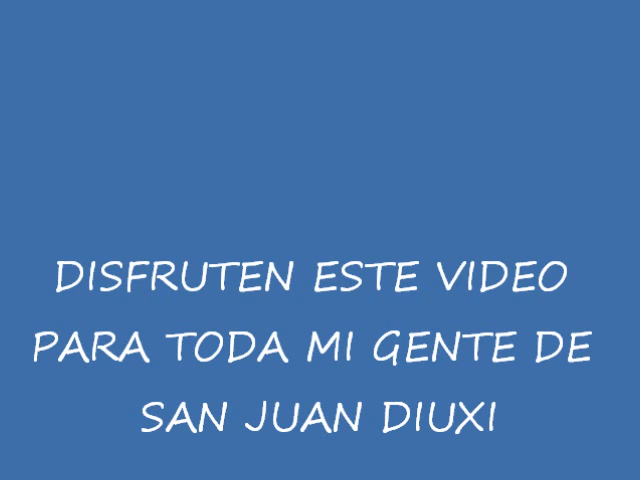 DISFRUTEN ESTE VIDEO
PARA TODA MI GENTE DE
SAN JUAN DIUXI